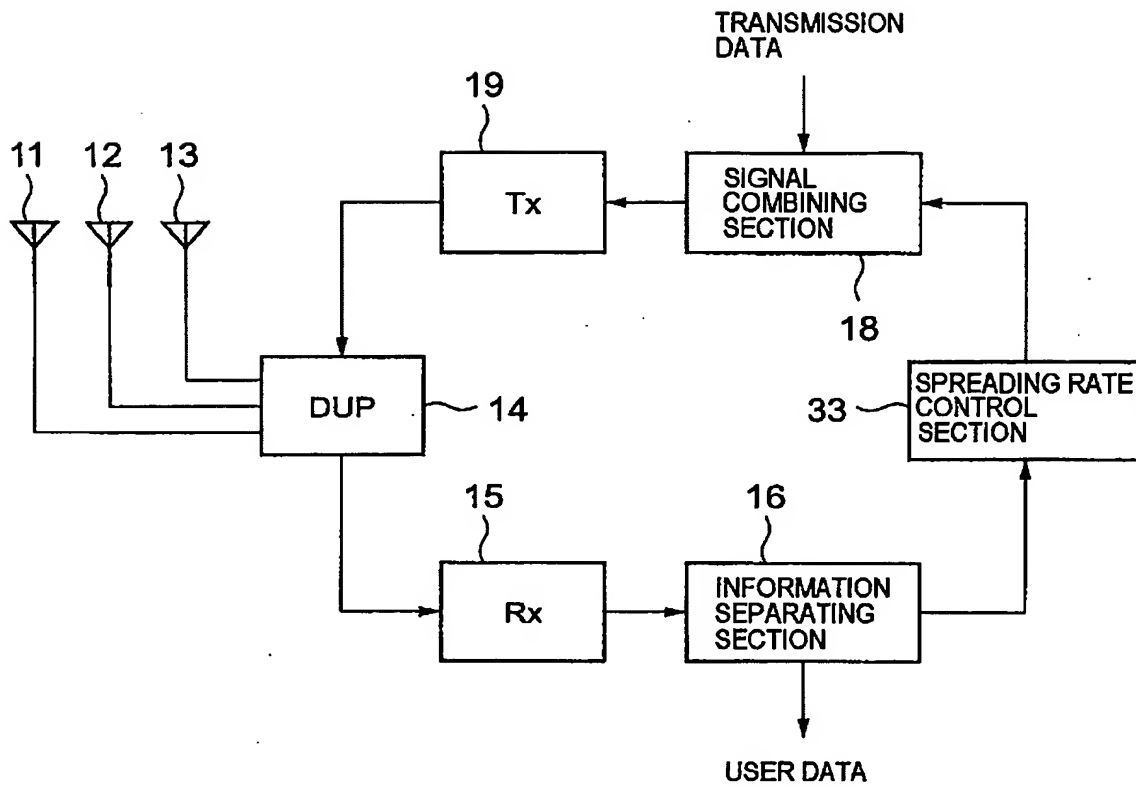 TRANSMISSION
DATA
19
11
12
13
Tx
SIGNAL
COMBINING
SECTION
18
DUP
14
33
SPREADING RATE
CONTROL
SECTION
15
16
Rx
INFORMATION
SEPARATING
SECTION
USER DATA